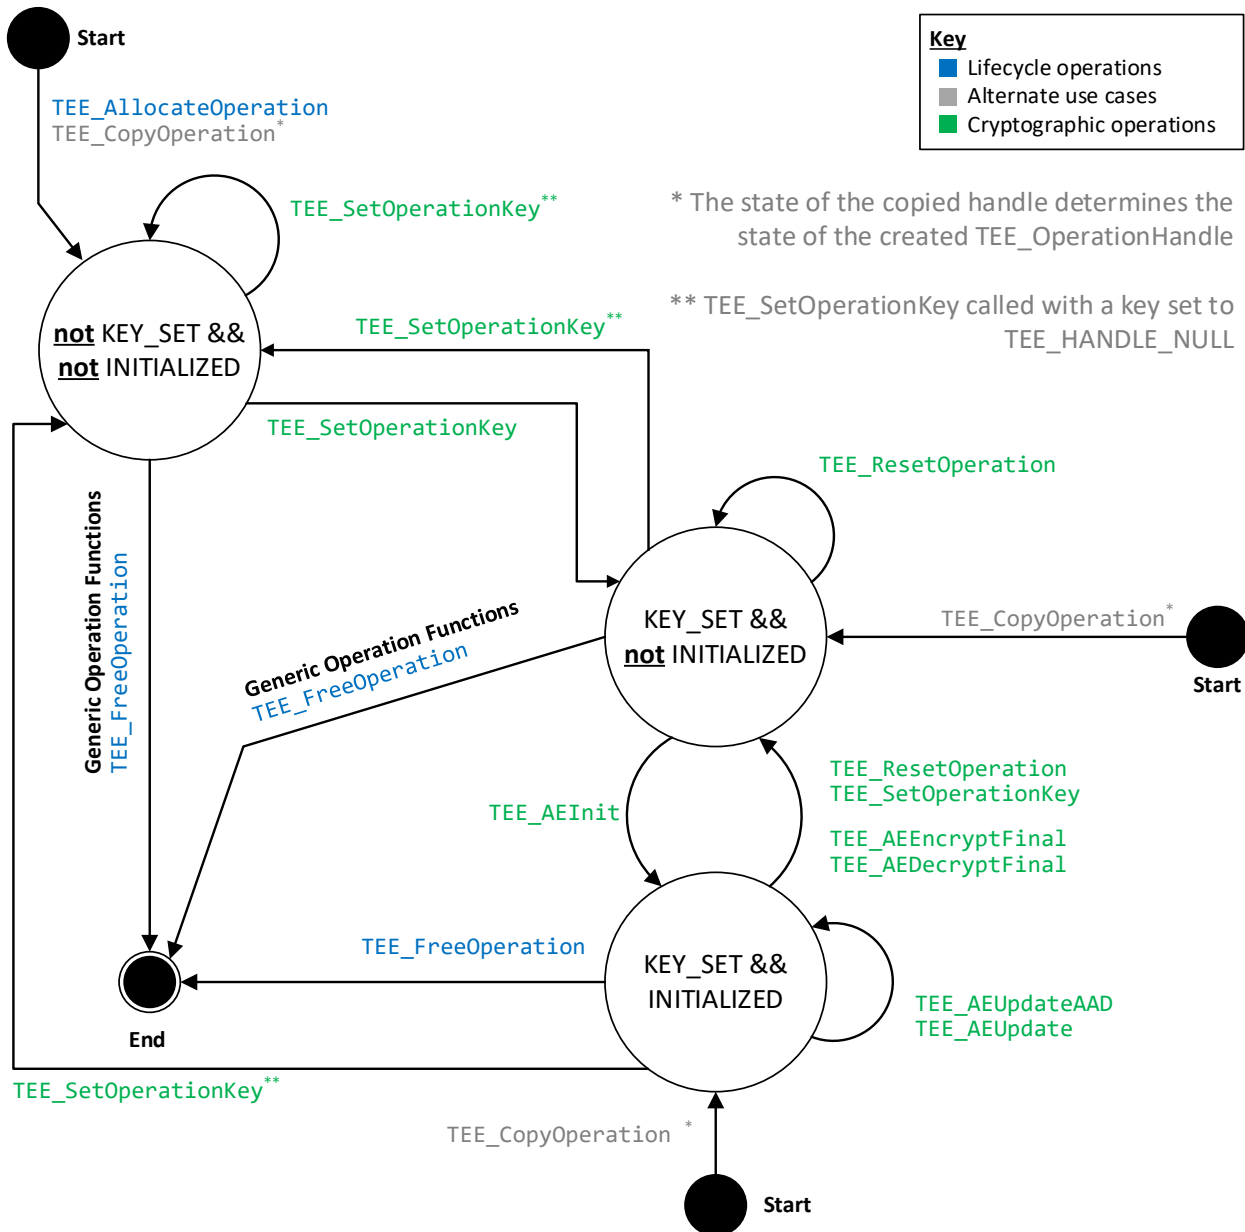 Start
Key
Lifecycle operations
Alternate use cases
Cryptographic operations
TEE_AllocateOperation
TEE_CopyOperation*
TEE_SetOperationKey**
* The state of the copied handle determines the
state of the created TEE_OperationHandle
** TEE_SetOperationKey called with a key set to
TEE_HANDLE_NULL
not KEY_SET &&
not INITIALIZED
TEE_SetOperationKey**
TEE_SetOperationKey
TEE_ResetOperation
Generic Operation Functions
TEE_FreeOperation
Generic Operation Functions
TEE_FreeOperation
KEY_SET &&
not INITIALIZED
TEE_CopyOperation*
Start
TEE_AEInit
TEE_ResetOperation
TEE_SetOperationKey
TEE_AEEncryptFinal
TEE_AEDecryptFinal
TEE_FreeOperation
KEY_SET &&
INITIALIZED
TEE_AEUpdateAAD
TEE_AEUpdate
End
TEE_SetOperationKey**
TEE_CopyOperation *
Start